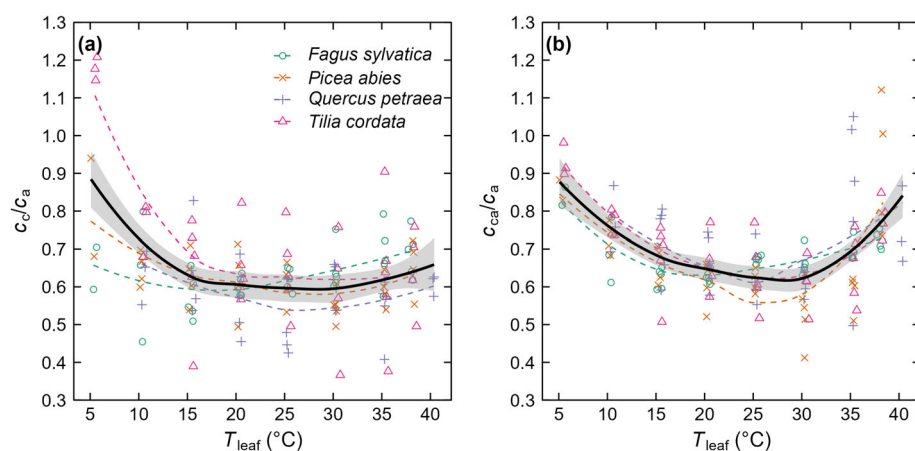 (a)
Fagus sylvatica
Picea abies
Quercus petraea
Tilia cordata
1.3
1.2
1.1
1.0
0.9
0.8
0.7
0.6
0.5
0.4
0.3
cc/ca
5 10 15 20 25 30 35 40
Tleaf (°C)
(b)
1.3
1.2
1.1
1.0
0.9
0.8
0.7
0.6
0.5
0.4
0.3
cca/ca
5 10 15 20 25 30 35 40
Tleaf (°C)